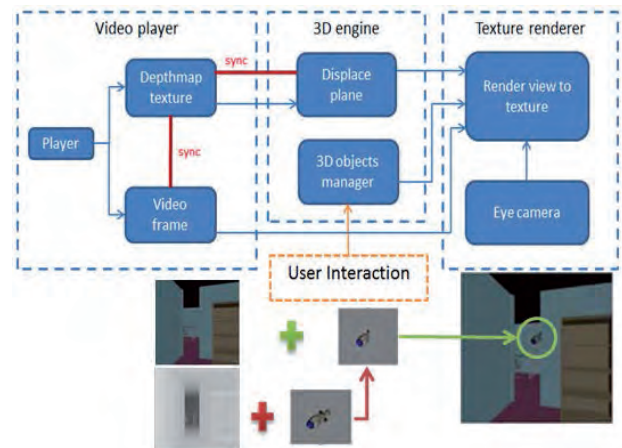 Video player
3D engine
Texture renderer
sync
Depthmap
texture
Displace
plane
Render view to
texture
Player
sync
3D objects
manager
Video
frame
Eye camera
User Interaction